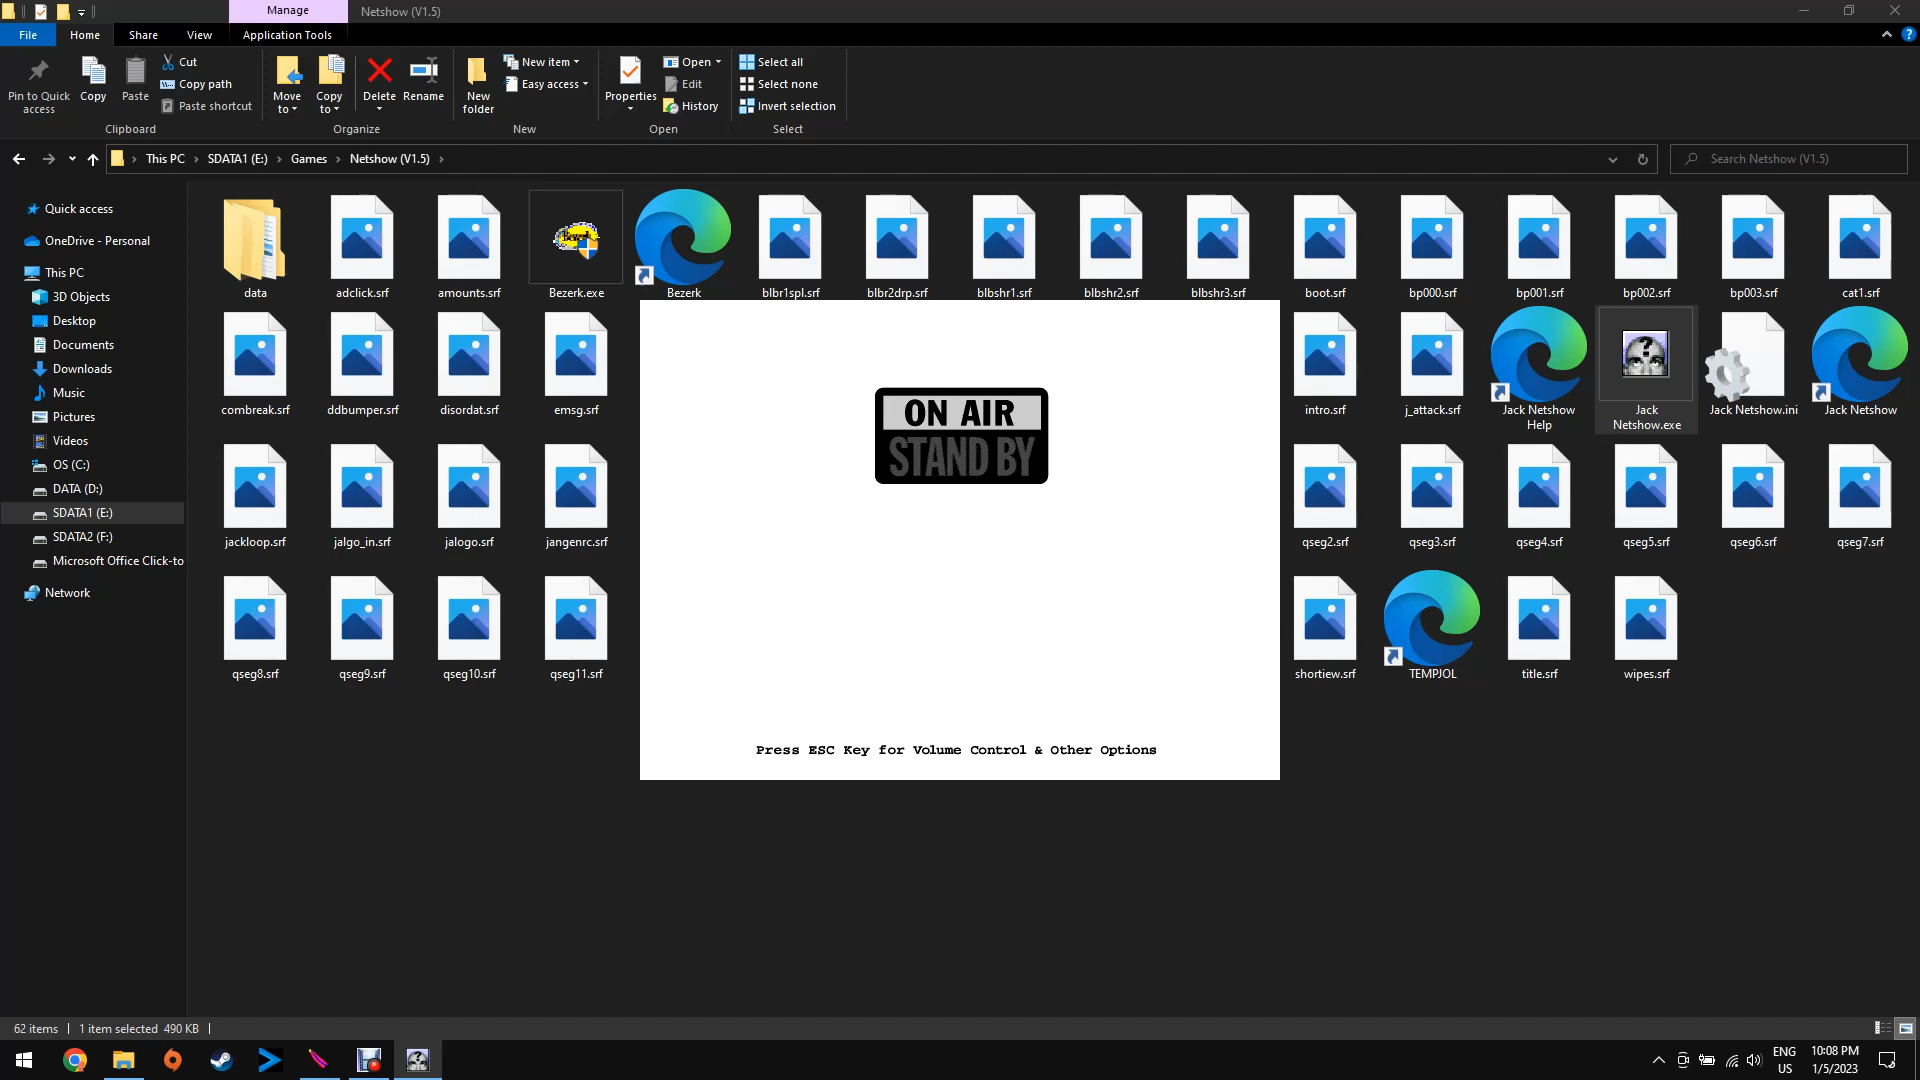 Manage
Netshow (V1.5)
File
Home
Share
View
Application Tools
Pin to Quick
access
Copy
Paste
Cut
Copy path
Paste shortcut
Clipboard
Move
to
Copy
to
Delete
Rename
Organize
New
folder
New item
Easy access
New
Properties
Open
Edit
History
Open
Select all
Select none
Invert selection
Select
This PC
SDATA1 (E:)
Games
Netshow (V1.5)
Search Netshow (V1.5)
Quick access
OneDrive - Personal
This PC
3D Objects
Desktop
Documents
Downloads
Music
Pictures
Videos
OS (C:)
DATA (D:)
SDATA1 (E:)
SDATA2 (F:)
Microsoft Office Click-to
Network
data
adclick.srf
amounts.srf
Bezerk.exe
Bezerk
blbr1spl.srf
blbr2drp.srf
blbshr1.srf
blbshr2.srf
blbshr3.srf
boot.srf
bp000.srf
bp001.srf
bp002.srf
bp003.srf
cat1.srf
combreak.srf
ddbumper.srf
disordat.srf
emsg.srf
intro.srf
j_attack.srf
Jack Netshow
Help
Jack
Netshow.exe
Jack Netshow.ini
Jack Netshow
jackloop.srf
jalgo_in.srf
jalogo.srf
jangenrc.srf
qseg2.srf
qseg3.srf
qseg4.srf
qseg5.srf
qseg6.srf
qseg7.srf
qseg8.srf
qseg9.srf
qseg10.srf
qseg11.srf
shortiew.srf
TEMPJOL
title.srf
wipes.srf
ON AIR
STAND BY
Press ESC Key for Volume Control & Other Options
62 items
1 item selected 490 KB
ENG
US
10:08 PM
1/5/2023